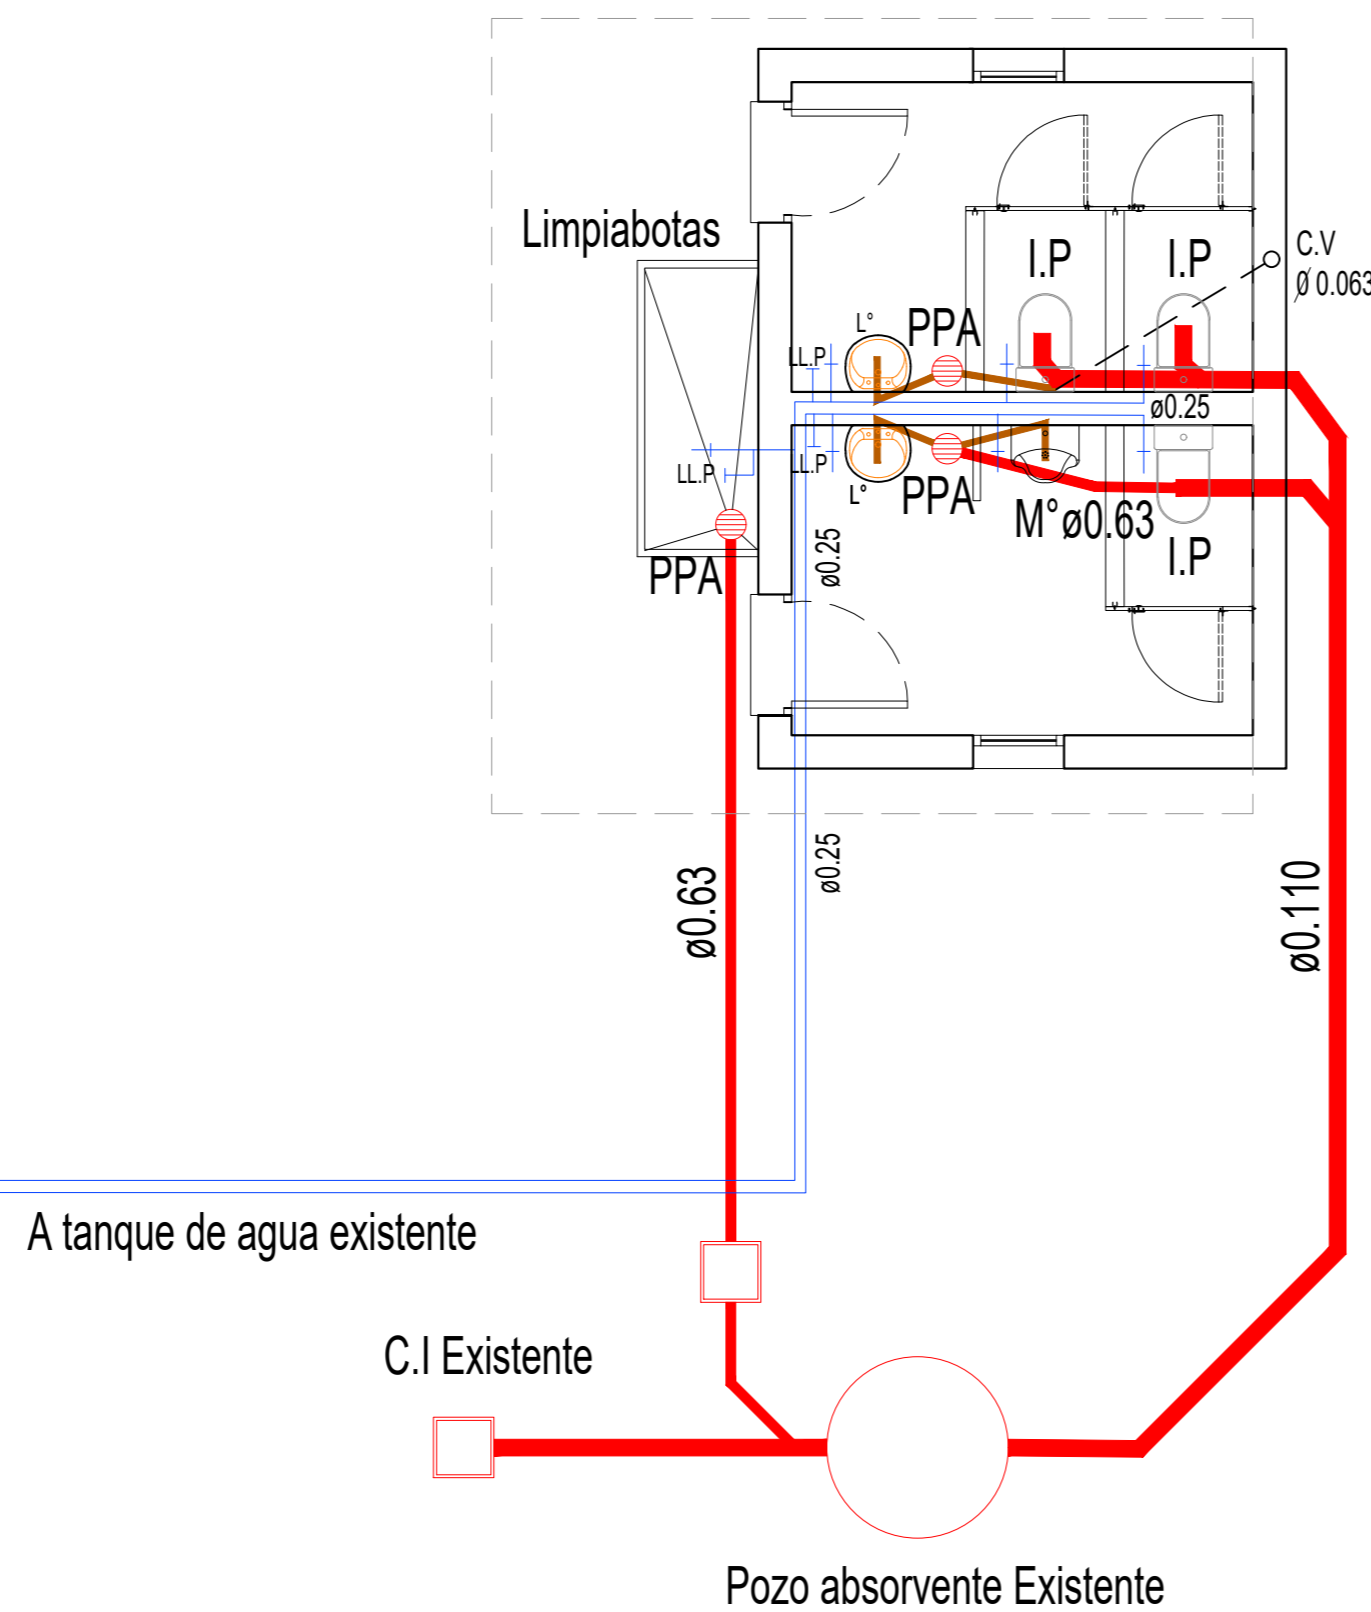 Limpiabotas
I.P
I.P
C.V
Ø 0.063
L°
PPA
LL.P
ø0.25
LL.P
LL.P
L°
PPA
M°ø0.63
I.P
PPA
ø0.25
ø0.25
ø0.63
ø0.110
A tanque de agua existente
C.I Existente
Pozo absorvente Existente